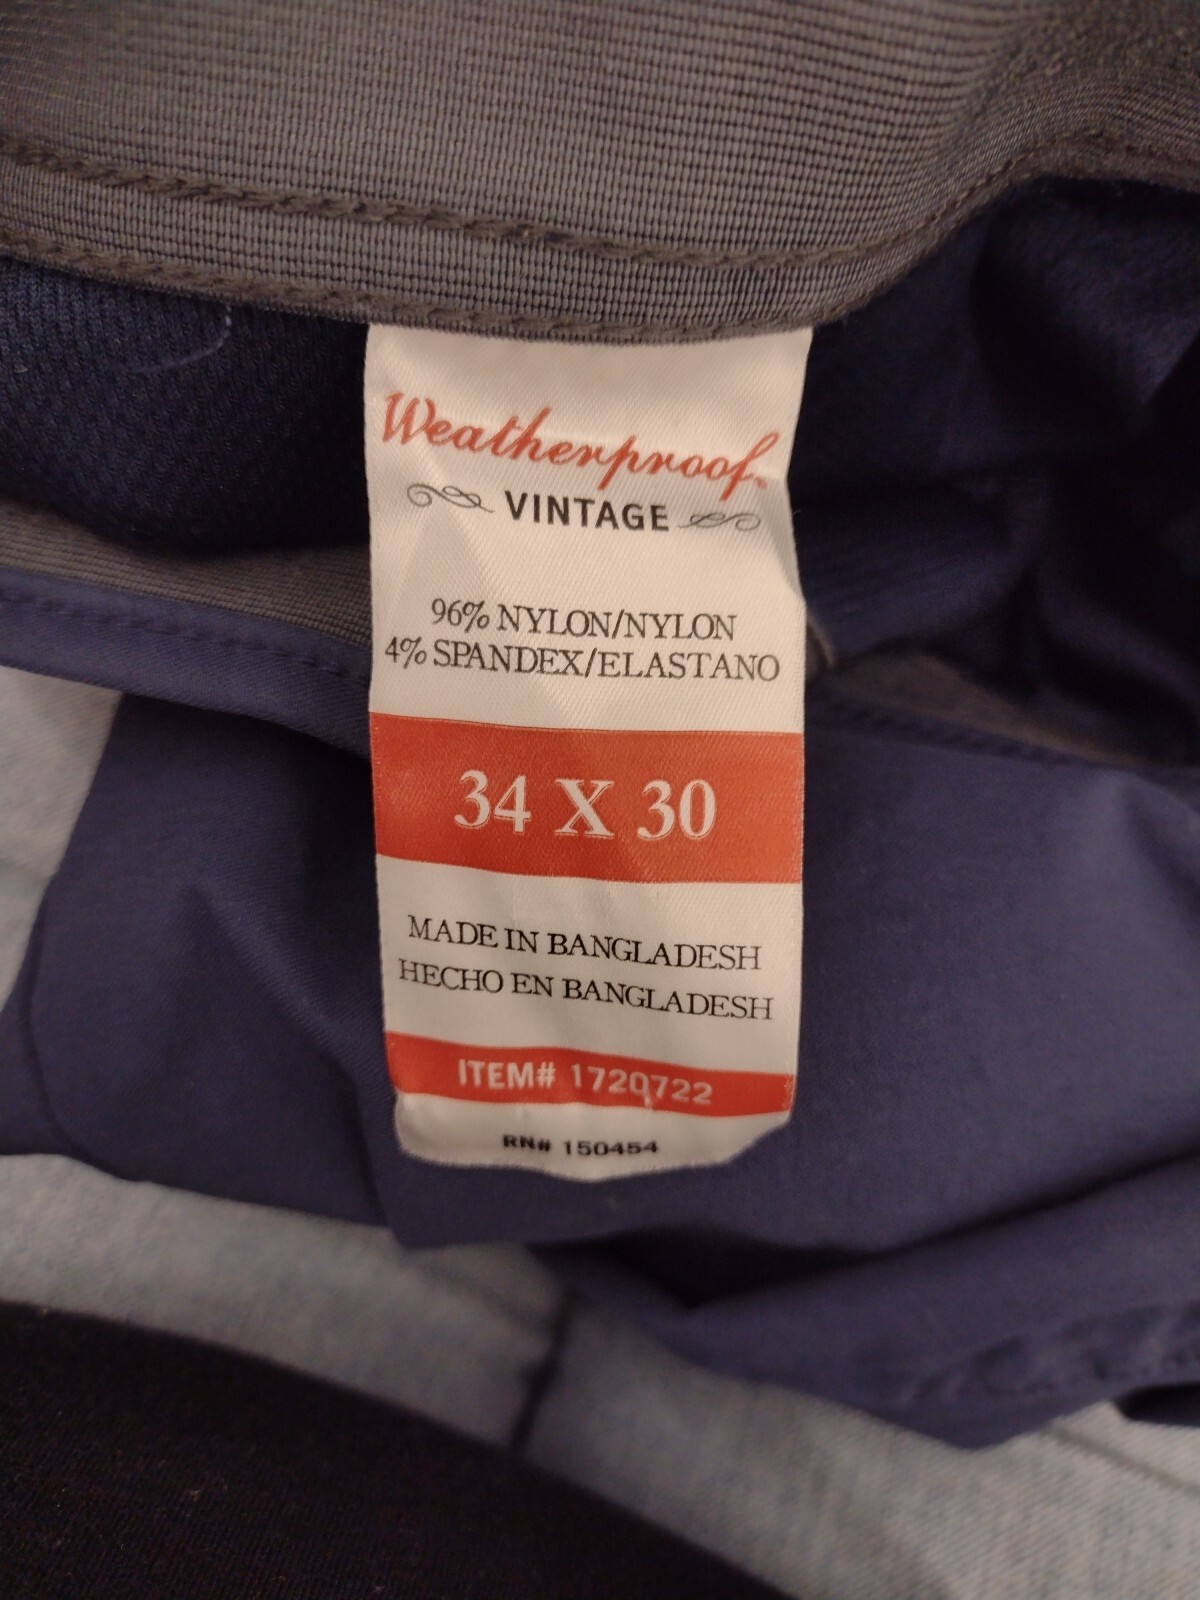 Weatherproof
VINTAGE
96% NYLON/NYLON
4% SPANDEX/ELASTANO
34 X 30
MADE IN BANGLADESH
HECHO EN BANGLADESH
ITEM# 1720722
RN# 150454